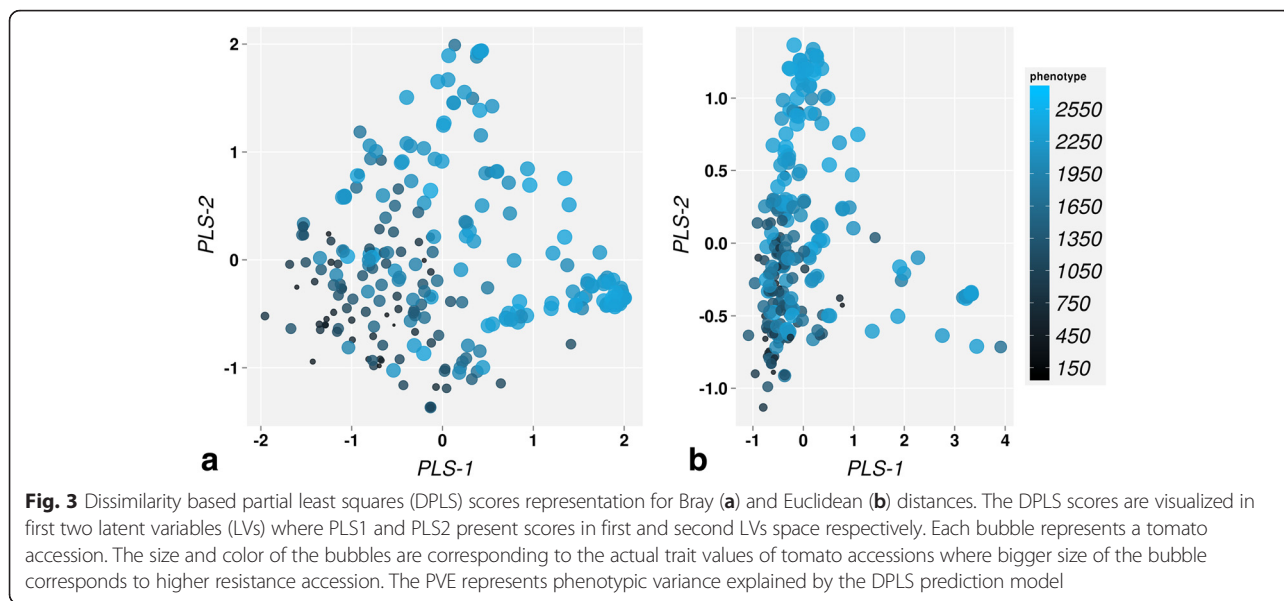 2
1
0
-1
PLS-2
-2 -1 0 1 2
a
PLS-1
1.0
0.5
0.0
-0.5
-1.0
PLS-2
-1 0 1 2 3 4
b
PLS-1
phenotype
2550
2250
1950
1650
1350
1050
750
450
150
Fig. 3 Dissimilarity based partial least squares (DPLS) scores representation for Bray (a) and Euclidean (b) distances. The DPLS scores are visualized in
first two latent variables (LVs) where PLS1 and PLS2 present scores in first and second LVs space respectively. Each bubble represents a tomato
accession. The size and color of the bubbles are corresponding to the actual trait values of tomato accessions where bigger size of the bubble
corresponds to higher resistance accession. The PVE represents phenotypic variance explained by the DPLS prediction model